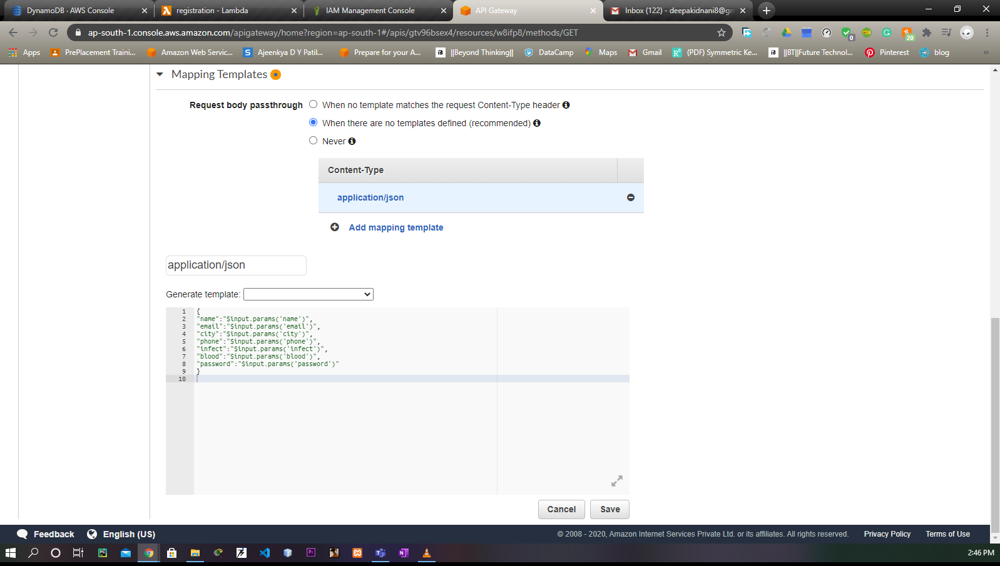 DynamoDB · AWS Console
registration - Lambda
IAM Management Console
API Gateway
Inbox (122) - deepakidnani8@gm
ap-south-1.console.aws.amazon.com/apigateway/home?region=ap-south-1#/apis/gtv96bsex4/resources/w8ifp8/methods/GET
0
20
Apps
PrePlacement Traini...
Amazon Web Servic...
S
Ajeenkya D Y Patil...
Prepare for your A...
||Beyond Thinking||
DataCamp
Maps
Gmail
(PDF) Symmetric Ke...
||BT||Future Technol...
Pinterest
blog
»
Mapping Templates
Request body passthrough
When no template matches the request Content-Type header
When there are no templates defined (recommended)
Never
Content-Type
application/json
Add mapping template
application/json
Generate template:
1 {
2 "name":"$input.params('name')",
3 "email":"$input.params('email')",
4 "city":"$input.params('city')",
5 "phone":"$input.params('phone')",
6 "infect":"$input.params('infect')",
7 "blood":"$input.params('blood')",
8 "password":"$input.params('password')"
9 }
10
Cancel
Save
Feedback
English (US)
© 2008 - 2020, Amazon Internet Services Private Ltd. or its affiliates. All rights reserved.
Privacy Policy
Terms of Use
PC
Pr
2:46 PM